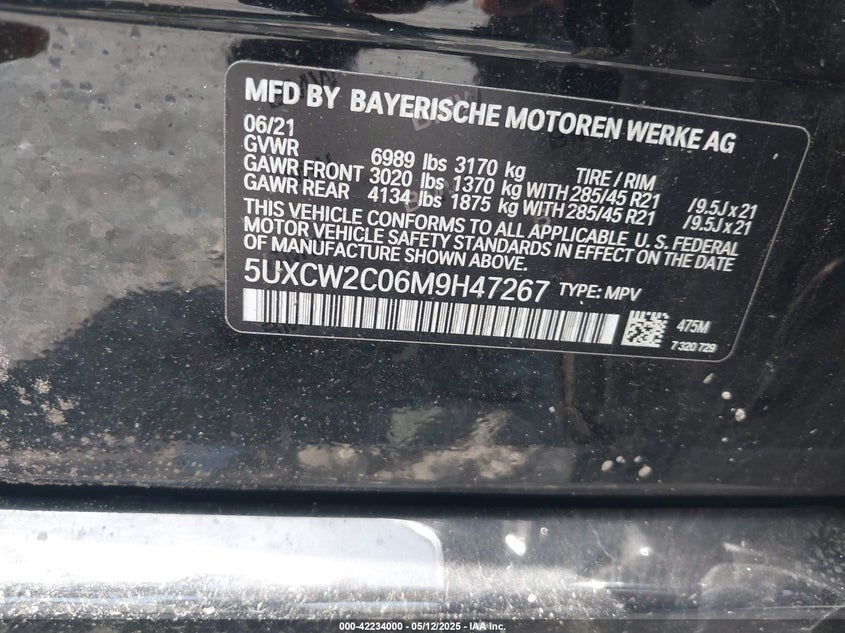 MFD BY BAYERISCHE MOTOREN WERKE AG
06/21
GVWR 6989 lbs 3170 kg TIRE / RIM
GAWR FRONT 3020 lbs 1370 kg WITH 285/45 R21 /9.5J x 21
GAWR REAR 4134 lbs 1875 kg WITH 285/45 R21 /9.5J x 21
THIS VEHICLE CONFORMS TO ALL APPLICABLE U. S. FEDERAL
MOTOR VEHICLE SAFETY STANDARDS IN EFFECT ON THE DATE
OF MANUFACTURE SHOWN ABOVE.
5UXCW2C06M9H47267 TYPE: MPV
475M
7 320 729
000-42234000 - 05/12/2025 - IAA Inc.